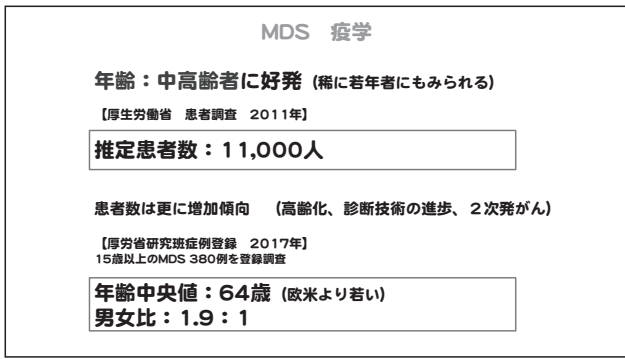 MDS 疫学
年齢：中高齢者に好発（稀に若年者にもみられる）
【厚生労働省 患者調査 2011年】
推定患者数：11,000人
患者数は更に増加傾向 （高齢化、診断技術の進歩、２次発がん）
【厚労省研究班症例登録 2017年】
15歳以上のMDS 380例を登録調査
年齢中央値：64歳（欧米より若い）
男女比：1.9：1